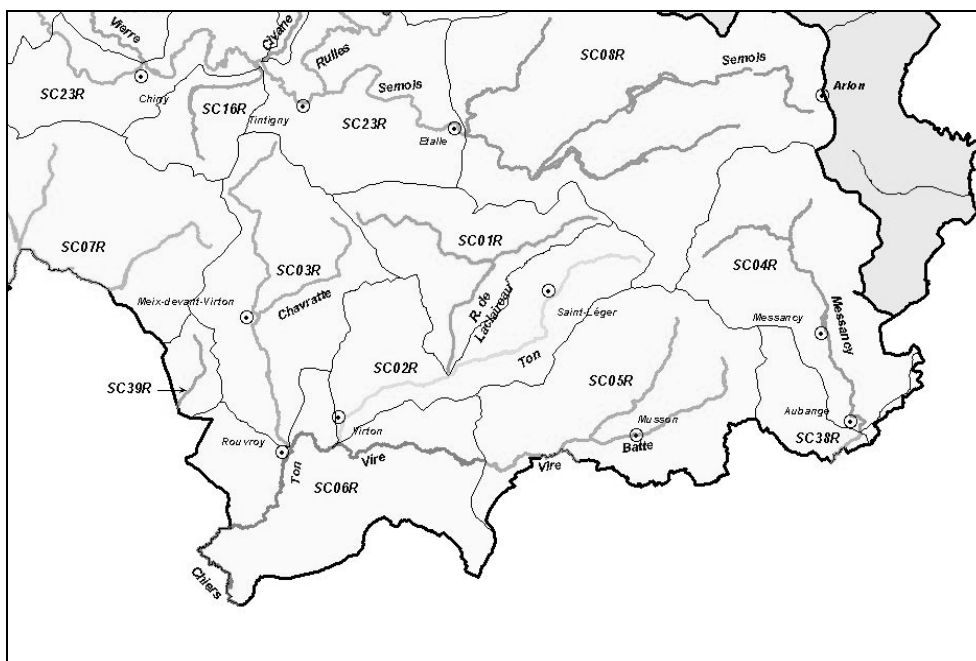 Vierre
Civane
Rulles
SC08R
Semois
Semois
SC23R
Chiny
SC16R
Tintigny
SC23R
Etalle
Arlon
SC07R
SC03R
SC01R
SC04R
Meix-devant-Virton
Chavratte
R. de
Laclaireau
Saint-Léger
Messancy
Messancy
SC39R
SC02R
Ton
SC05R
Virton
Musson
Aubange
Rouvroy
Ton
Vire
Vire
Batte
SC38R
SC06R
Chiers